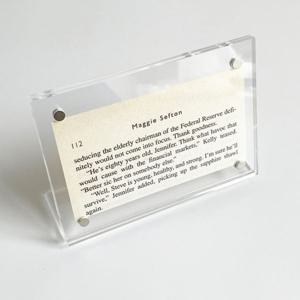 112
Maggie Sefton
seducing the elderly chairman of the Federal Reserve defi-
nitely would not come into focus. Thank goodness.
"He's eighty years old, Jennifer. Think what havoc that
would cause with the financial markets," Kelly teased.
"Better sic her on somebody else."
"Well, Steve is young, healthy, and strong. I'm sure he'll
survive," Jennifer added, picking up the sapphire shawl
again.